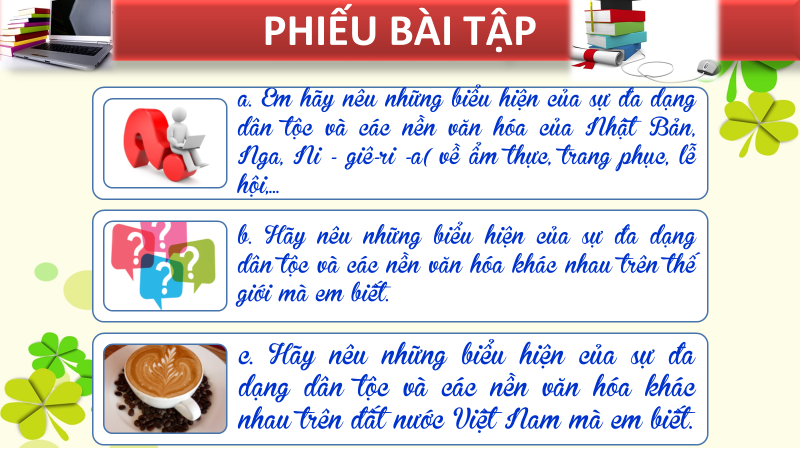 PHIẾU BÀI TẬP
a. Em hãy nêu những biểu hiện của sự đa dạng
dân tộc và các nền văn hóa của Nhật Bản,
Nga, Ni - giê-ri -a( về ẩm thực, trang phục, lễ
hội,...
b. Hãy nêu những biểu hiện của sự đa dạng
dân tộc và các nền văn hóa khác nhau trên thế
giới mà em biết.
c. Hãy nêu những biểu hiện của sự đa
dạng dân tộc và các nền văn hóa khác
nhau trên đất nước Việt Nam mà em biết.